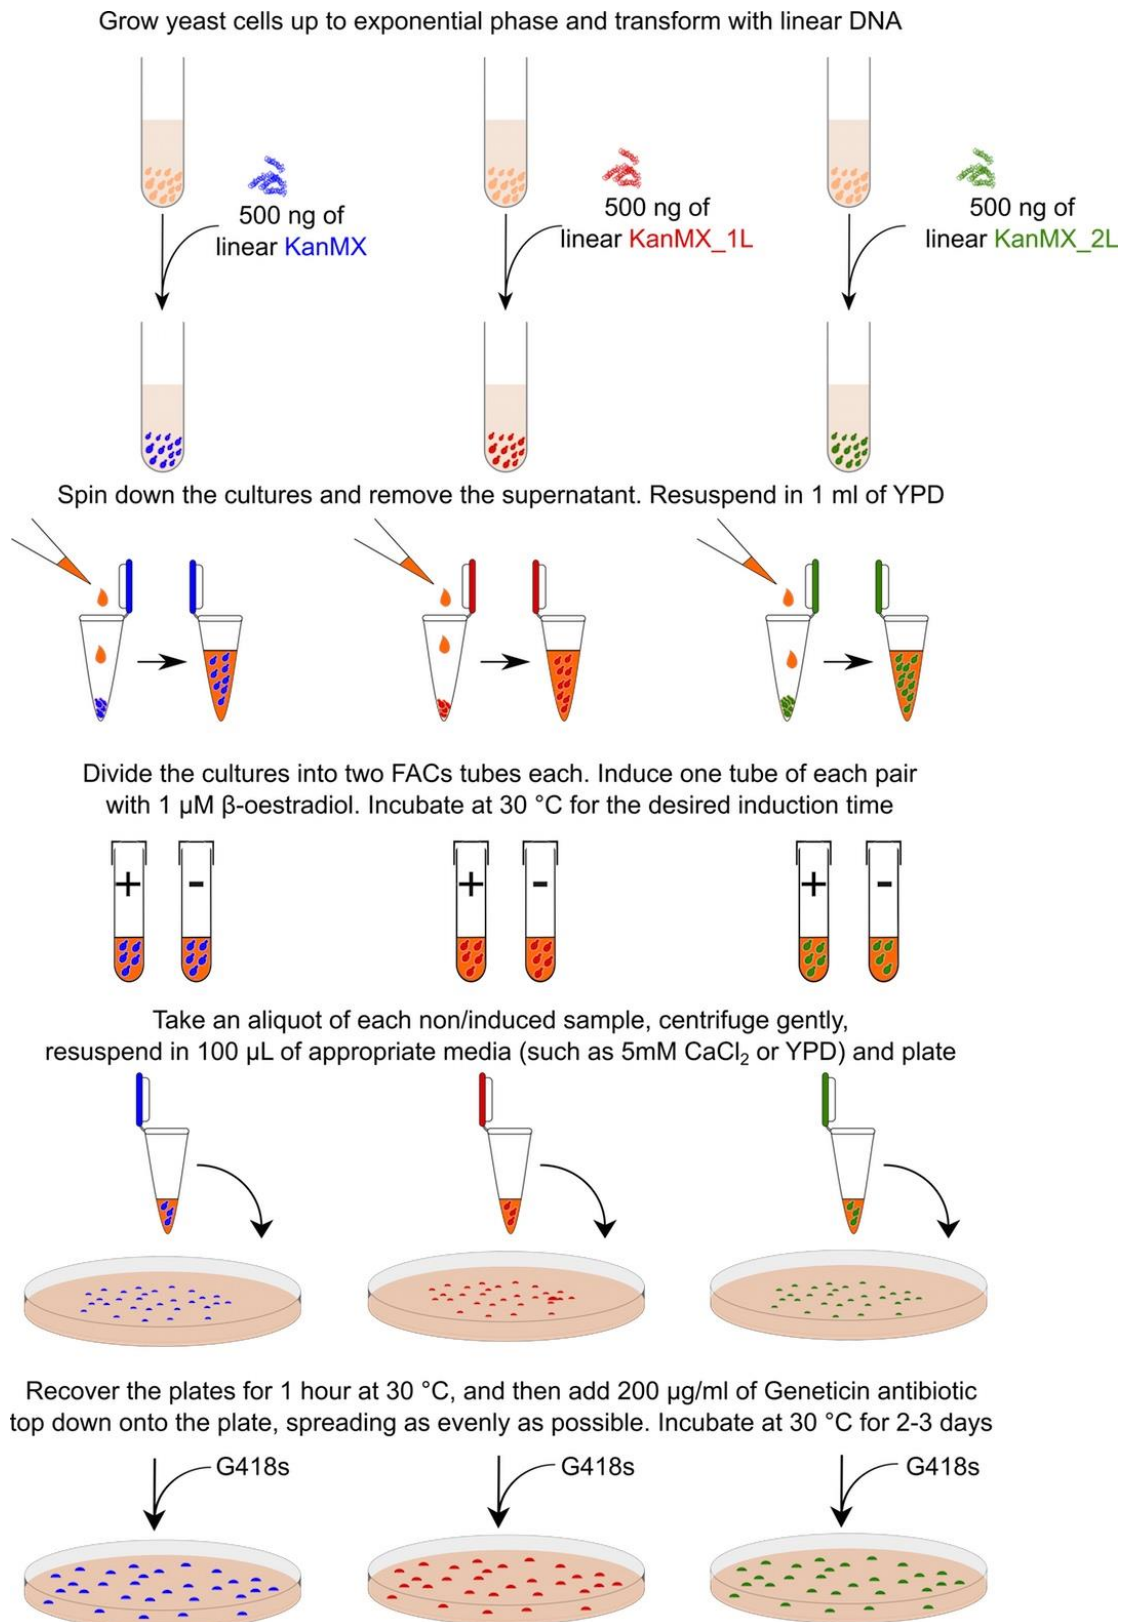 Grow yeast cells up to exponential phase and transform with linear DNA
500 ng of
linear KanMX
500 ng of
linear KanMX_1L
500 ng of
linear KanMX_2L
Spin down the cultures and remove the supernatant. Resuspend in 1 ml of YPD
Divide the cultures into two FACs tubes each. Induce one tube of each pair
with 1 µM β-oestradiol. Incubate at 30 °C for the desired induction time
+ - + - + -
Take an aliquot of each non/induced sample, centrifuge gently,
resuspend in 100 µL of appropriate media (such as 5mM CaCl₂ or YPD) and plate
Recover the plates for 1 hour at 30 °C, and then add 200 µg/ml of Geneticin antibiotic
top down onto the plate, spreading as evenly as possible. Incubate at 30 °C for 2-3 days
G418s G418s G418s